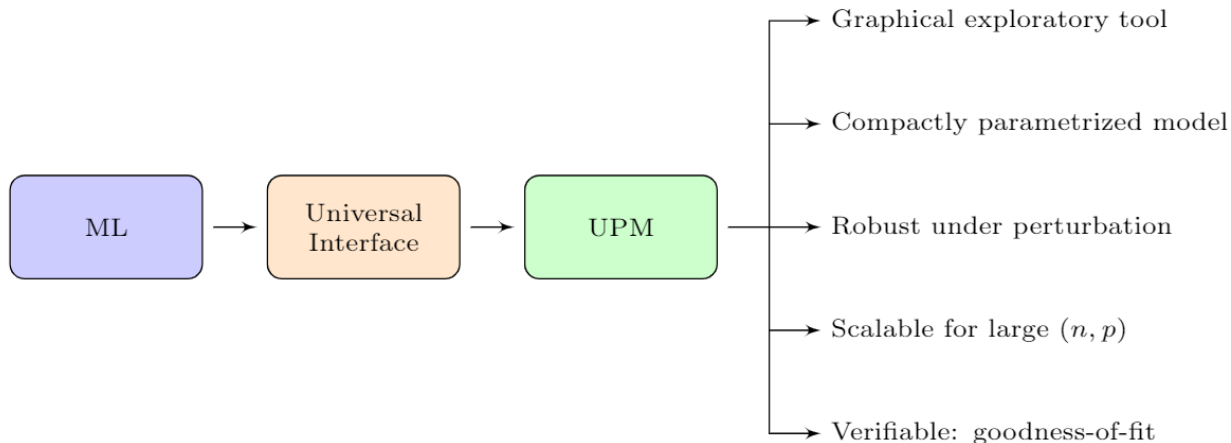 ML
Universal
Interface
UPM
Graphical exploratory tool
Compactly parametrized model
Robust under perturbation
Scalable for large (n, p)
Verifiable: goodness-of-fit